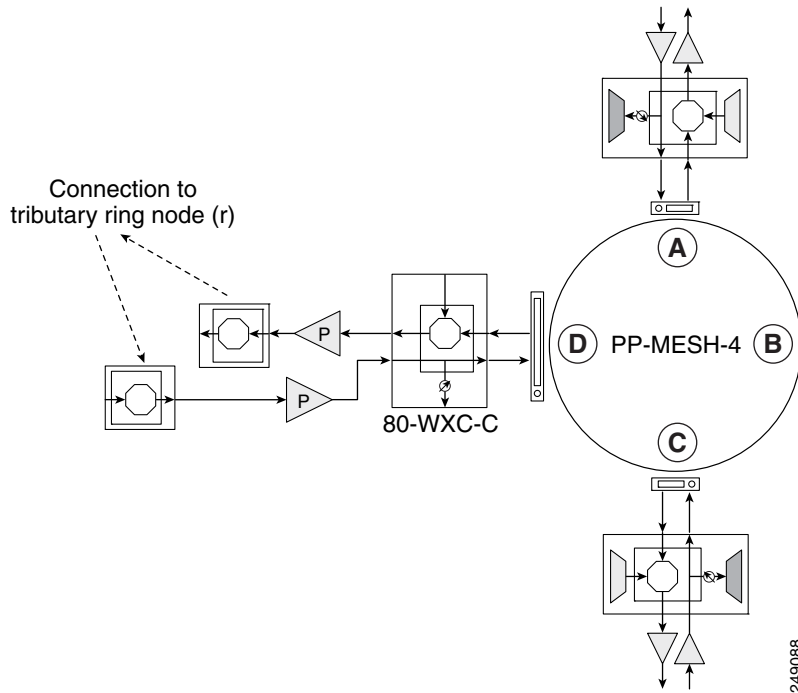 Connection to
tributary ring node (r)
A
P
D PP-MESH-4 B
P
80-WXC-C
C
249088